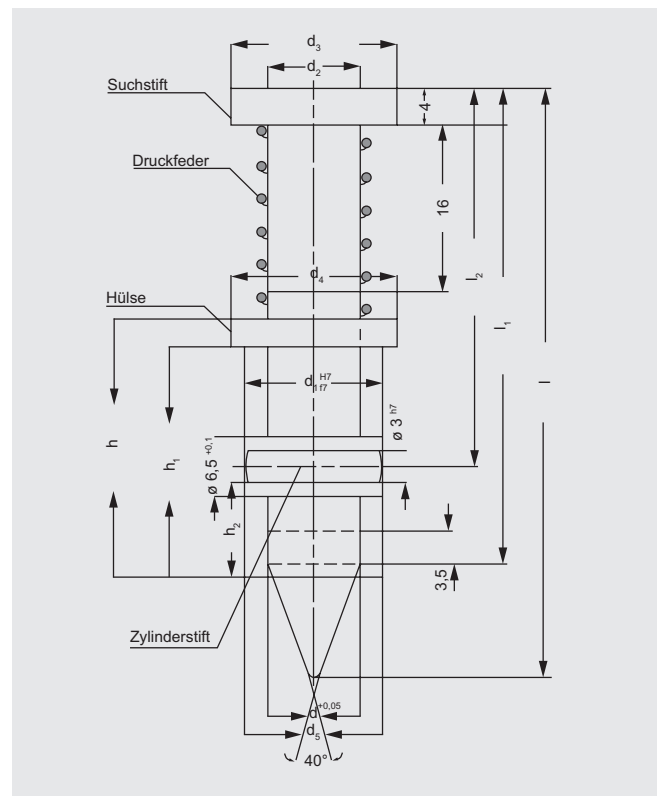 d₃
d₂
Suchstift
4
Druckfeder
16
l₂
d₄
Hülse
l₁
l
d₁ H7 f7
ø 3 h7
h
h₁
ø 6,5 +0,1
h₂
3,5
Zylinderstift
d +0,05
d₅
40°